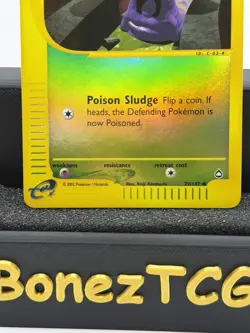 Poison Sludge Flip a coin. If
heads, the Defending Pokémon is
now Poisoned.
weakness resistance retreat cost
BonezTCG